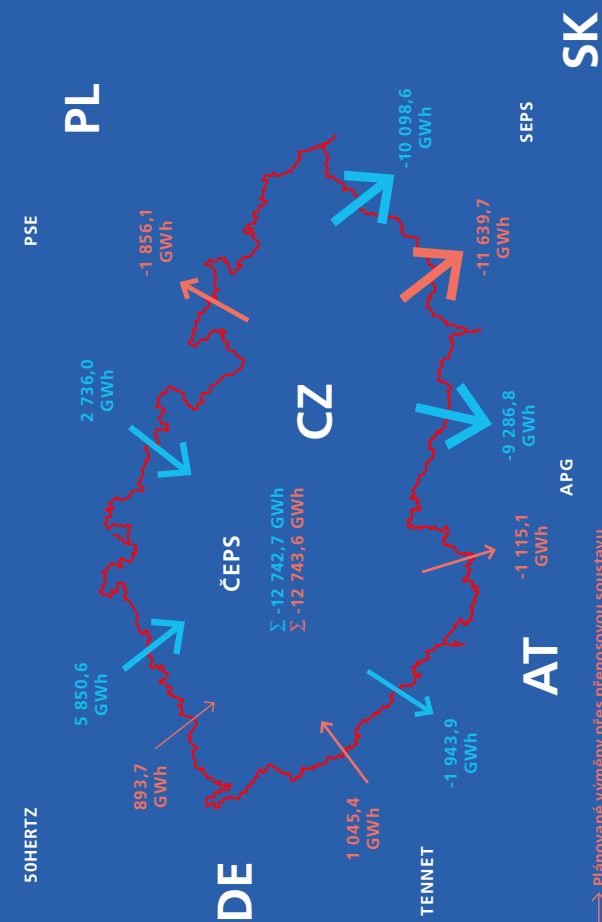 50HERTZ
PSE
PL
5 850,6
GWh
2 736,0
GWh
893,7
GWh
-1 856,1
GWh
DE
ČEPS
∑ -12 742,7 GWh
∑ -12 743,6 GWh
CZ
1 045,4
GWh
-10 098,6
GWh
TENNET
-1 943,9
GWh
-11 639,7
GWh
-9 286,8
GWh
-1 115,1
GWh
SEPS
AT
APG
SK
Plánované výměny přes přenosovou soustavu